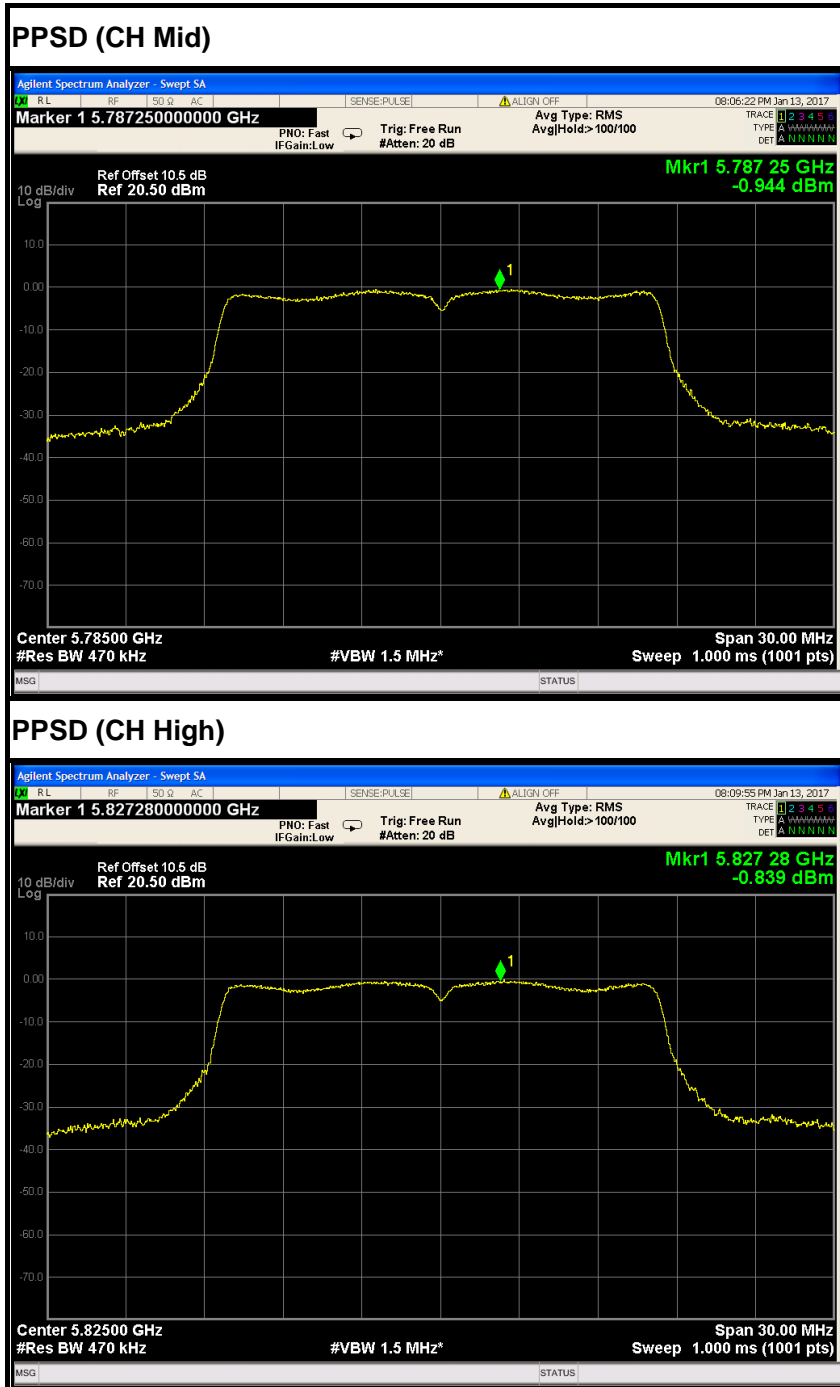 PPSD (CH Mid)
Agilent Spectrum Analyzer - Swept SA
LXI RL RF 50 Ω AC SENSE:PULSE ALIGN OFF 08:06:22 PM Jan 13, 2017
Marker 1 5.787250000000 GHz Avg Type: RMS TRACE 1 2 3 4 5 6
PNO: Fast Trig: Free Run Avg|Hold:>100/100 TYPE A WWWWW
IFGain:Low #Atten: 20 dB DET A N N N N N
Mkr1 5.787 25 GHz
Ref Offset 10.5 dB
10 dB/div Ref 20.50 dBm -0.944 dBm
Log
10.0
1
0.00
-10.0
-20.0
-30.0
-40.0
-50.0
-60.0
-70.0
Center 5.78500 GHz Span 30.00 MHz
#Res BW 470 kHz #VBW 1.5 MHz* Sweep 1.000 ms (1001 pts)
MSG STATUS
PPSD (CH High)
Agilent Spectrum Analyzer - Swept SA
LXI RL RF 50 Ω AC SENSE:PULSE ALIGN OFF 08:09:55 PM Jan 13, 2017
Marker 1 5.827280000000 GHz Avg Type: RMS TRACE 1 2 3 4 5 6
PNO: Fast Trig: Free Run Avg|Hold:>100/100 TYPE A WWWWW
IFGain:Low #Atten: 20 dB DET A N N N N N
Mkr1 5.827 28 GHz
Ref Offset 10.5 dB
10 dB/div Ref 20.50 dBm -0.839 dBm
Log
10.0
1
0.00
-10.0
-20.0
-30.0
-40.0
-50.0
-60.0
-70.0
Center 5.82500 GHz Span 30.00 MHz
#Res BW 470 kHz #VBW 1.5 MHz* Sweep 1.000 ms (1001 pts)
MSG STATUS